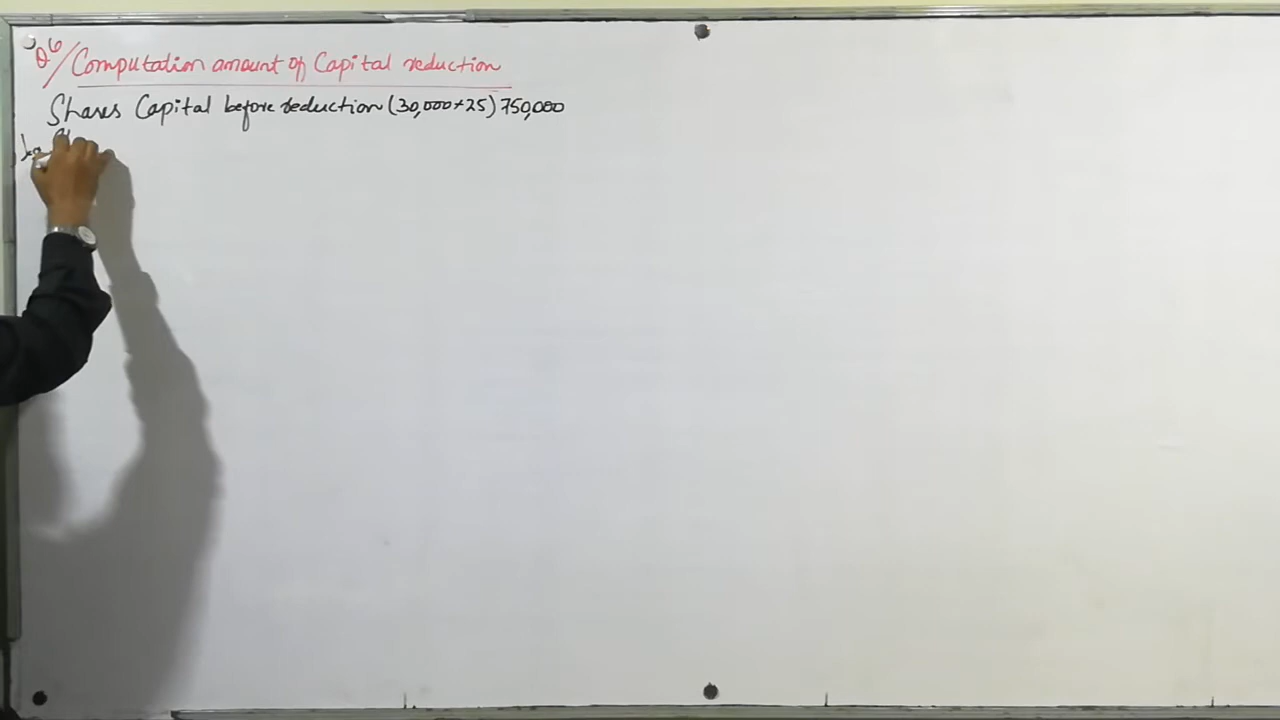 Q6/Computation amount of Capital reduction
Shares Capital before reduction (30,000×25) 750,000